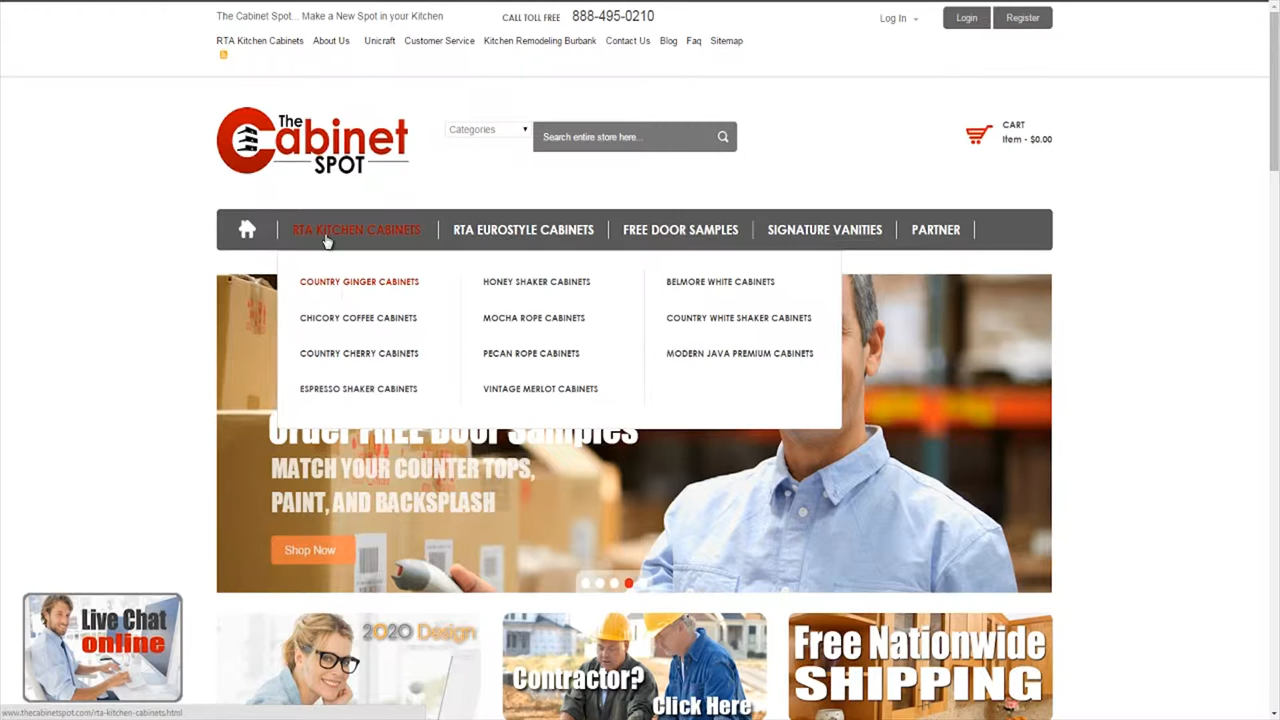 The Cabinet Spot... Make a New Spot in your Kitchen
CALL TOLL FREE 888-495-0210
Log In
Login
Register
RTA Kitchen Cabinets About Us Unicraft Customer Service Kitchen Remodeling Burbank Contact Us Blog Faq Sitemap
The Cabinet SPOT
Categories
Search entire store here...
CART
Item - $0.00
RTA KITCHEN CABINETS RTA EUROSTYLE CABINETS FREE DOOR SAMPLES SIGNATURE VANITIES PARTNER
COUNTRY GINGER CABINETS HONEY SHAKER CABINETS BELMORE WHITE CABINETS
CHICORY COFFEE CABINETS MOCHA ROPE CABINETS COUNTRY WHITE SHAKER CABINETS
COUNTRY CHERRY CABINETS PECAN ROPE CABINETS MODERN JAVA PREMIUM CABINETS
ESPRESSO SHAKER CABINETS VINTAGE MERLOT CABINETS
Order FREE Door Samples
MATCH YOUR COUNTER TOPS,
PAINT, AND BACKSPLASH
Shop Now
Live Chat
online
2020 Design
Contractor?
Click Here
Free Nationwide
SHIPPING
www.thecabinetspot.com/rta-kitchen-cabinets.html